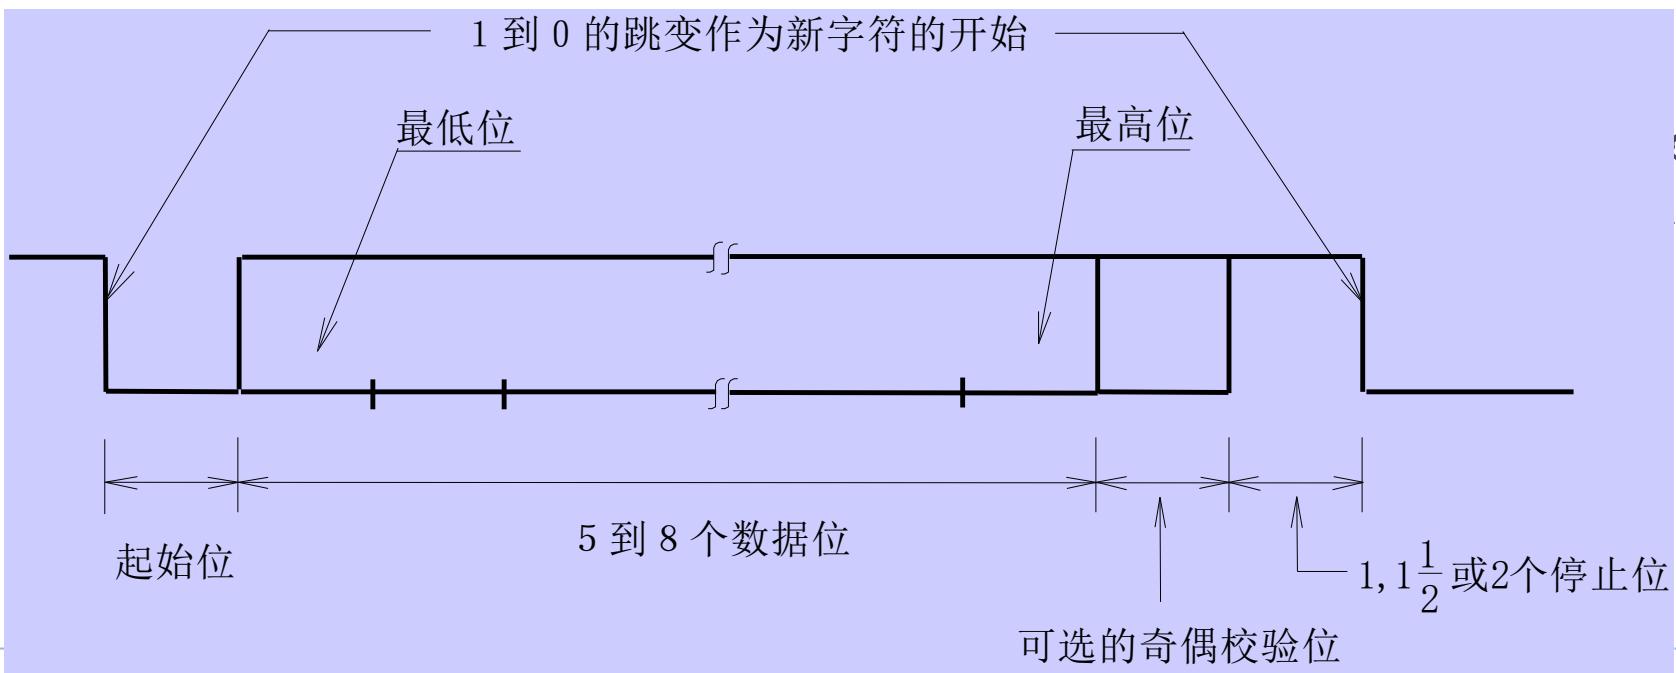 1到0的跳变作为新字符的开始
最低位
最高位
起始位
5到8个数据位
1,1½或2个停止位
可选的奇偶校验位